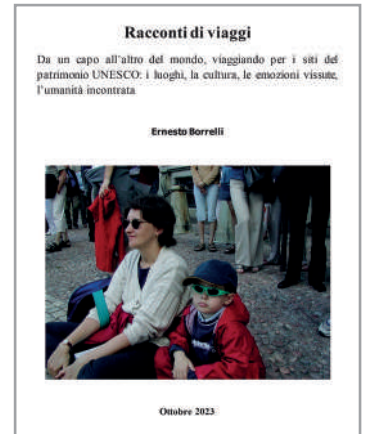 Racconti di viaggi
Da un capo all'altro del mondo, viaggiando per i siti del
patrimonio UNESCO: i luoghi, la cultura, le emozioni vissute,
l'umanità incontrata
Ernesto Borrelli
Ottobre 2023